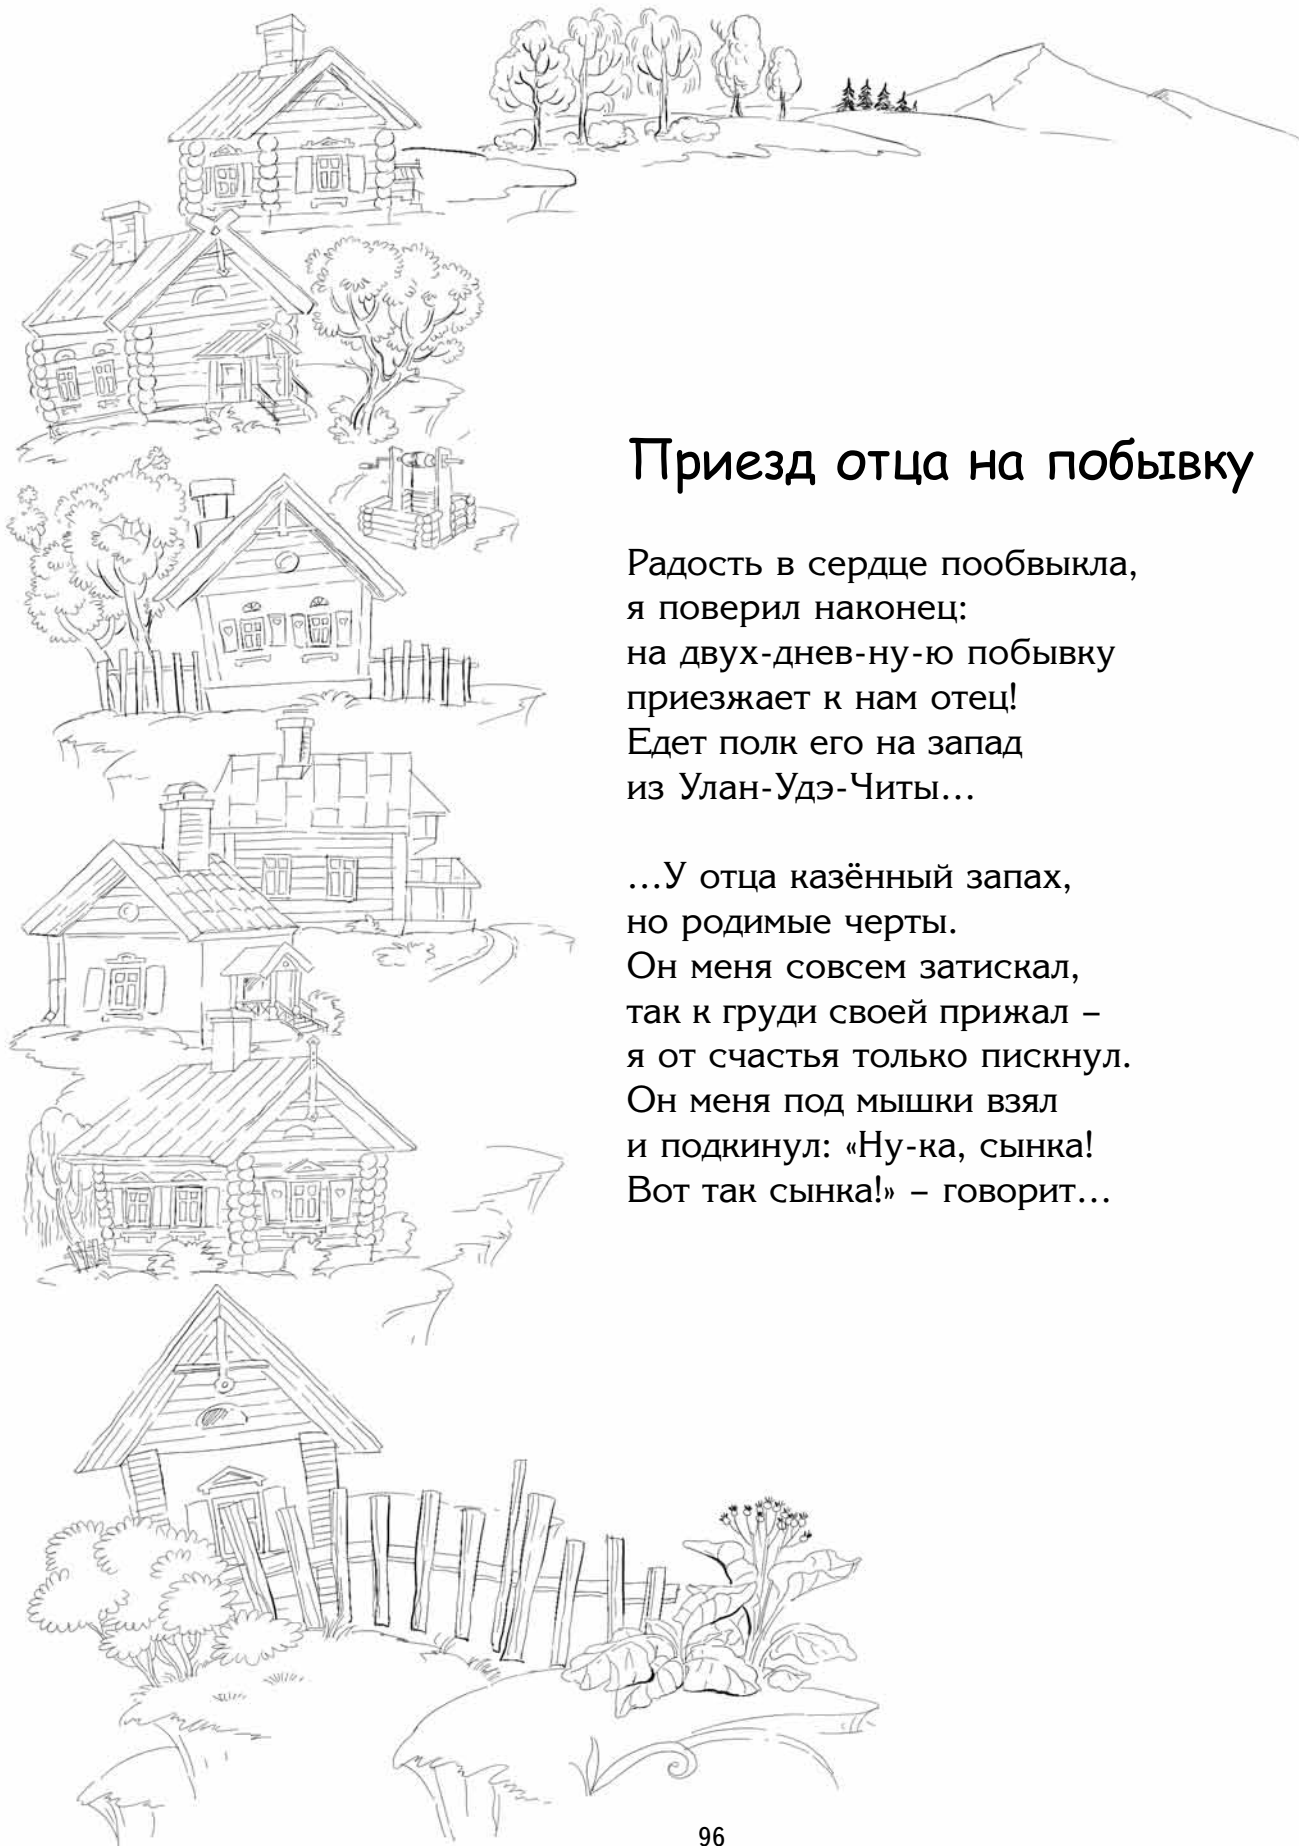 Приезд отца на побывку
Радость в сердце пообвыкла,
я поверил наконец:
на двух-днев-ну-ю побывку
приезжает к нам отец!
Едет полк его на запад
из Улан-Удэ-Читы...
...У отца казённый запах,
но родимые черты.
Он меня совсем затискал,
так к груди своей прижал –
я от счастья только пискнул.
Он меня под мышки взял
и подкинул: «Ну-ка, сынка!
Вот так сынка!» – говорит...
96